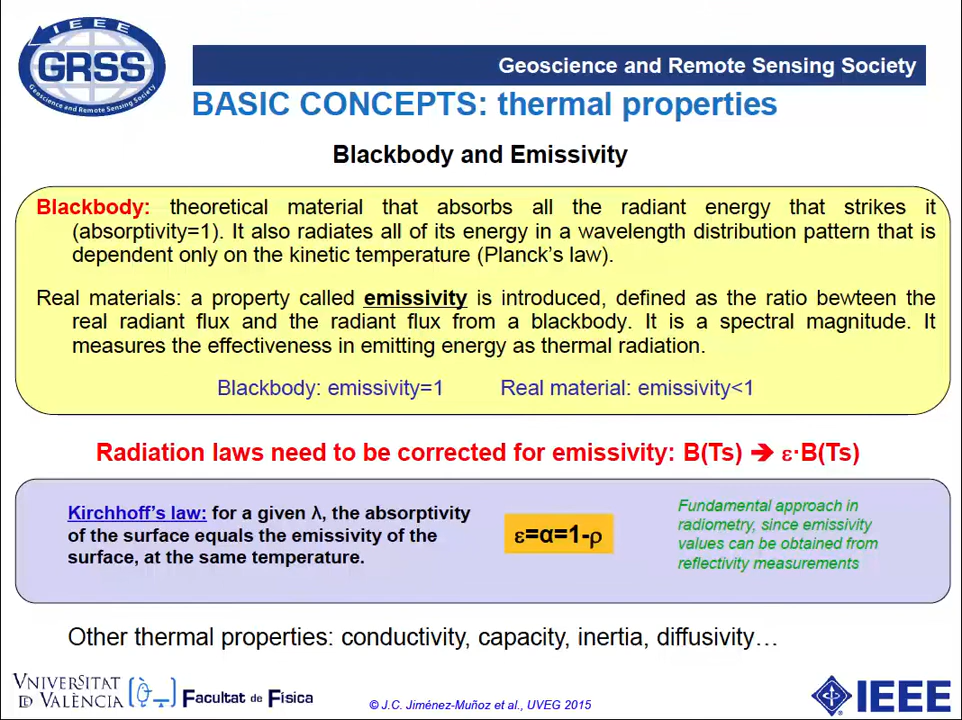 IEEE
GRSS
Geoscience and Remote Sensing Society
Geoscience and Remote Sensing Society
BASIC CONCEPTS: thermal properties
Blackbody and Emissivity
Blackbody: theoretical material that absorbs all the radiant energy that strikes it
(absorptivity=1). It also radiates all of its energy in a wavelength distribution pattern that is
dependent only on the kinetic temperature (Planck's law).
Real materials: a property called emissivity is introduced, defined as the ratio bewteen the
real radiant flux and the radiant flux from a blackbody. It is a spectral magnitude. It
measures the effectiveness in emitting energy as thermal radiation.
Blackbody: emissivity=1 Real material: emissivity<1
Radiation laws need to be corrected for emissivity: B(Ts) ➔ ε·B(Ts)
Kirchhoff's law: for a given λ, the absorptivity
of the surface equals the emissivity of the
surface, at the same temperature.
ε=α=1-ρ
Fundamental approach in
radiometry, since emissivity
values can be obtained from
reflectivity measurements
Other thermal properties: conductivity, capacity, inertia, diffusivity…
VNIVERSITAT
DE VALÈNCIA
Facultat de Física
© J.C. Jiménez-Muñoz et al., UVEG 2015
IEEE